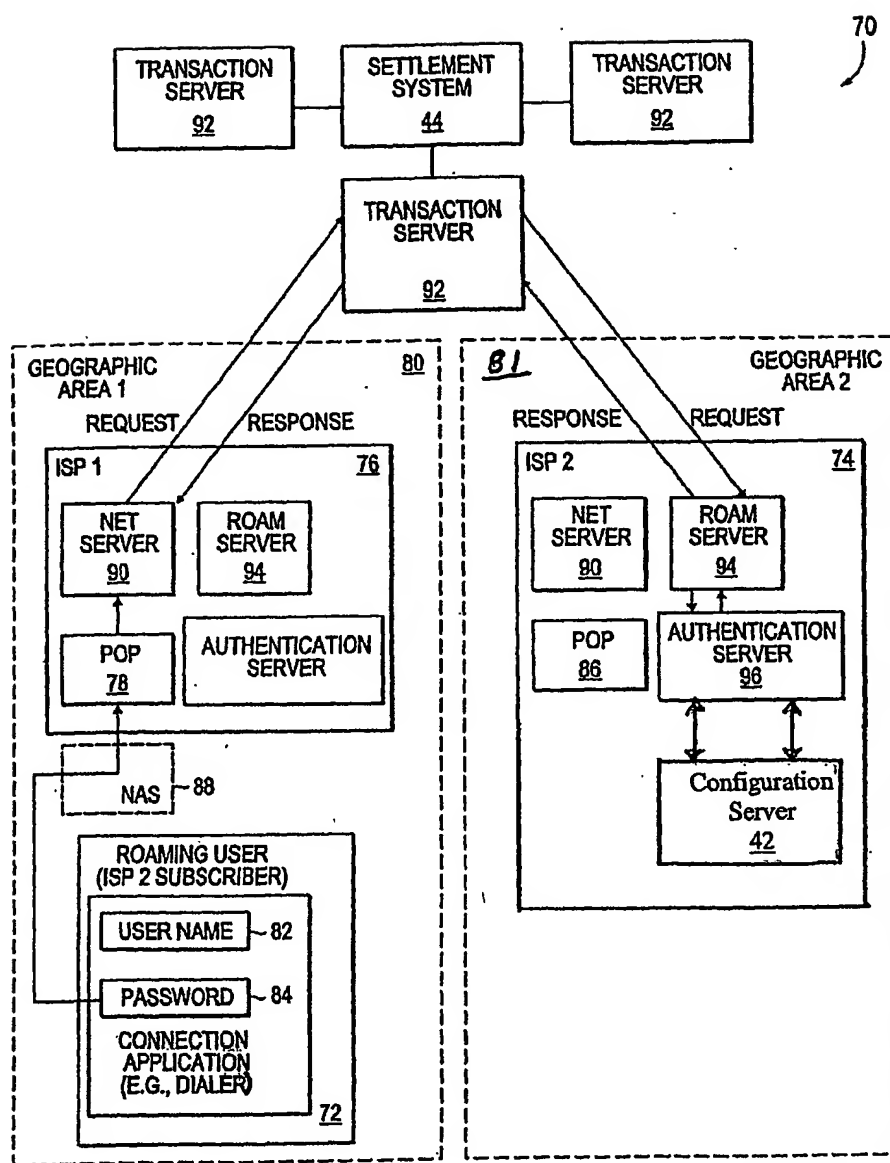 70
TRANSACTION
SERVER
92
SETTLEMENT
SYSTEM
44
TRANSACTION
SERVER
92
TRANSACTION
SERVER
92
GEOGRAPHIC
AREA 1
80
REQUEST
RESPONSE
ISP 1
76
NET
SERVER
90
ROAM
SERVER
94
POP
78
AUTHENTICATION
SERVER
NAS
88
ROAMING USER
(ISP 2 SUBSCRIBER)
USER NAME
82
PASSWORD
84
CONNECTION
APPLICATION
(E.G., DIALER)
72
81
GEOGRAPHIC
AREA 2
RESPONSE
REQUEST
ISP 2
74
NET
SERVER
90
ROAM
SERVER
94
POP
86
AUTHENTICATION
SERVER
96
Configuration
Server
42